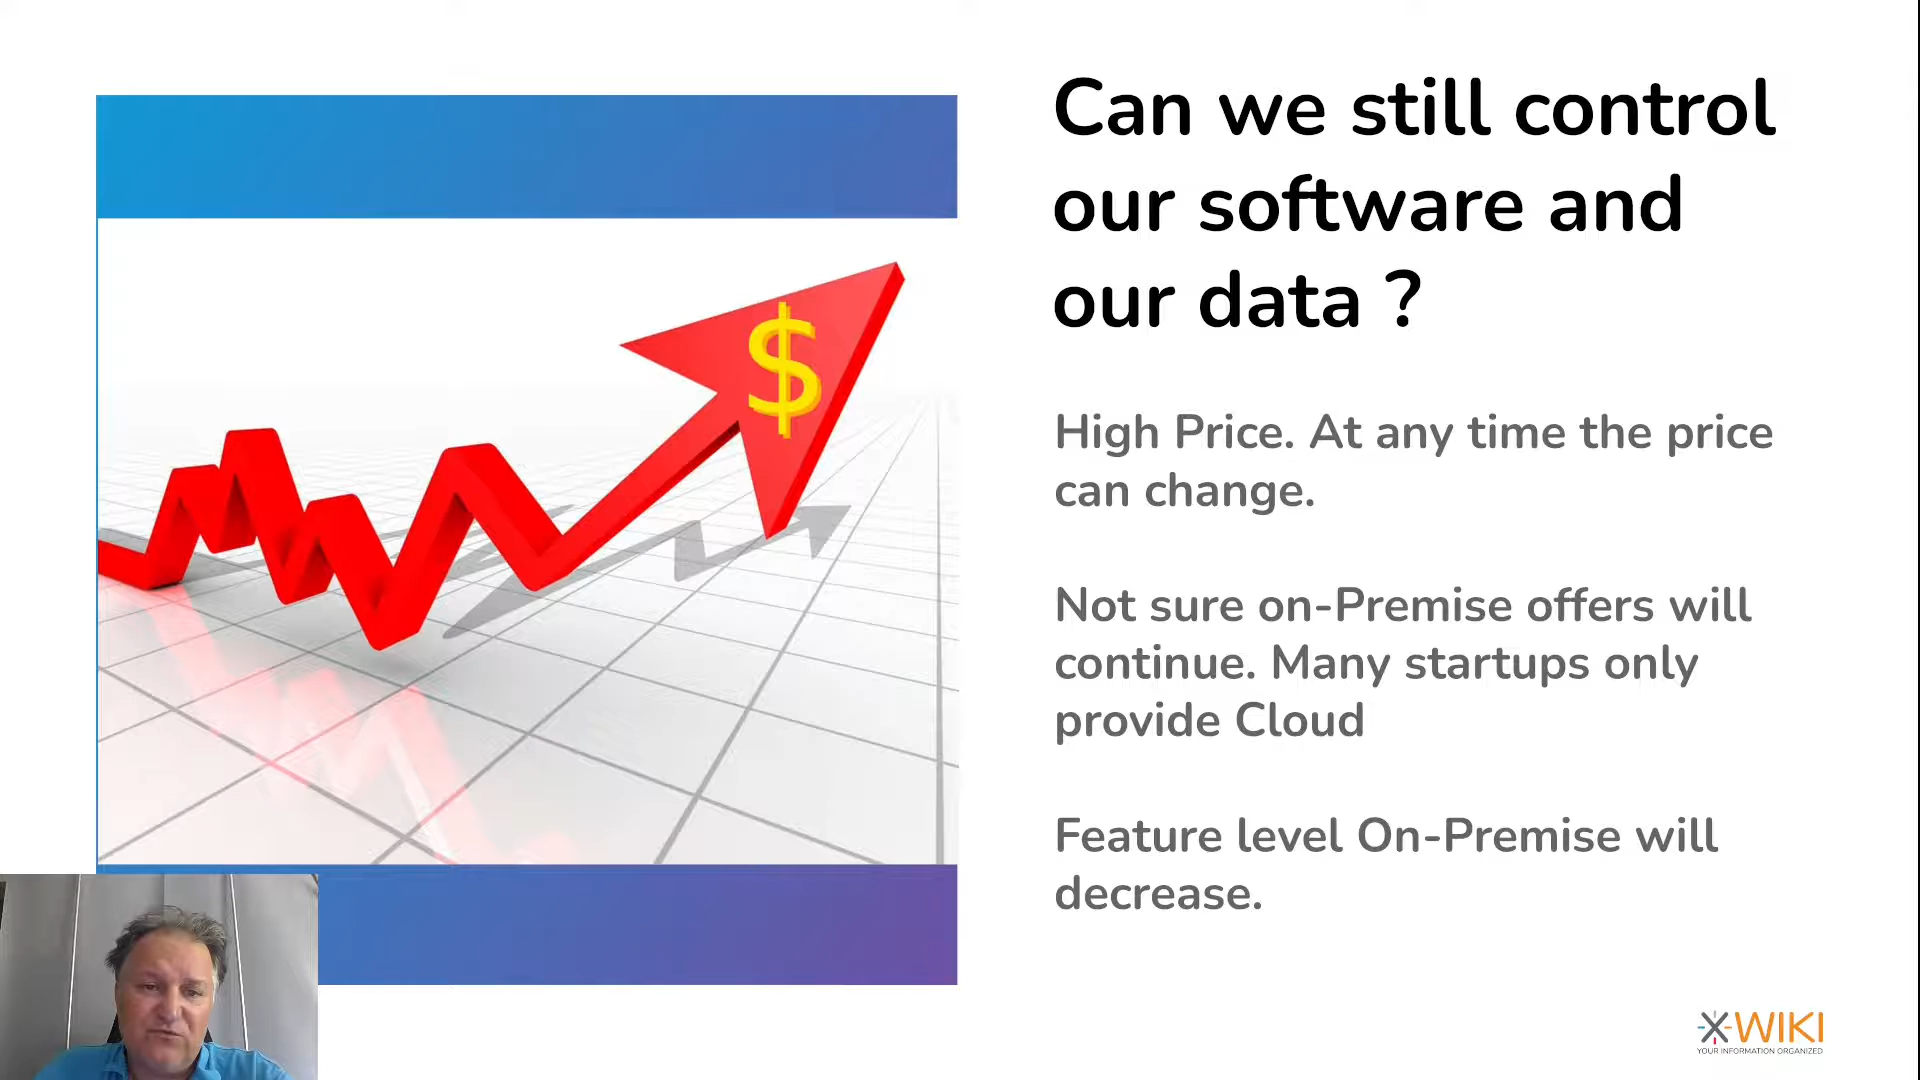 Can we still control
our software and
our data ?
$
High Price. At any time the price
can change.
Not sure on-Premise offers will
continue. Many startups only
provide Cloud
Feature level On-Premise will
decrease.
XWIKI
YOUR INFORMATION ORGANIZED